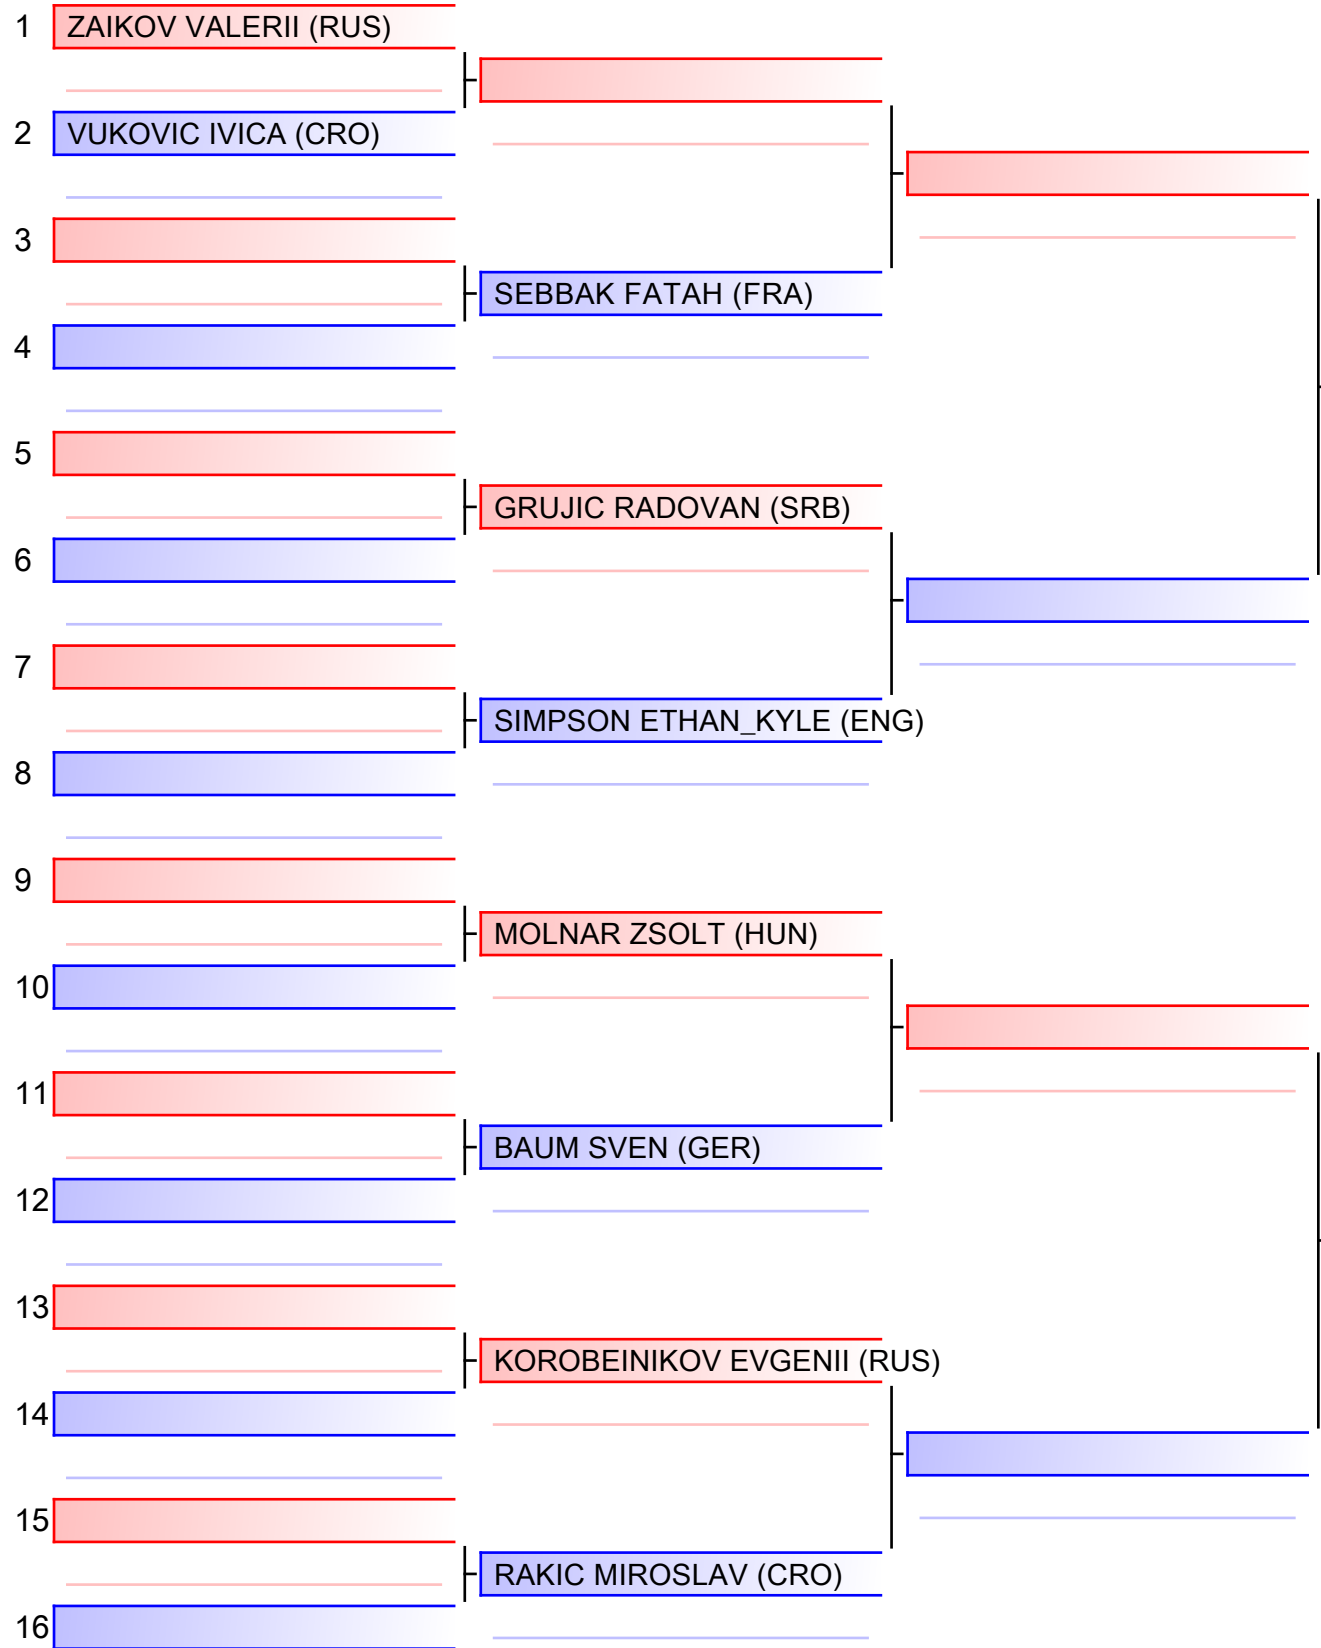 1 ZAIKOV VALERII (RUS)
2 VUKOVIC IVICA (CRO)
3
SEBBAK FATAH (FRA)
4
5
GRUJIC RADOVAN (SRB)
6
7
SIMPSON ETHAN_KYLE (ENG)
8
9
MOLNAR ZSOLT (HUN)
10
11
BAUM SVEN (GER)
12
13
KOROBEINIKOV EVGENII (RUS)
14
15
RAKIC MIROSLAV (CRO)
16